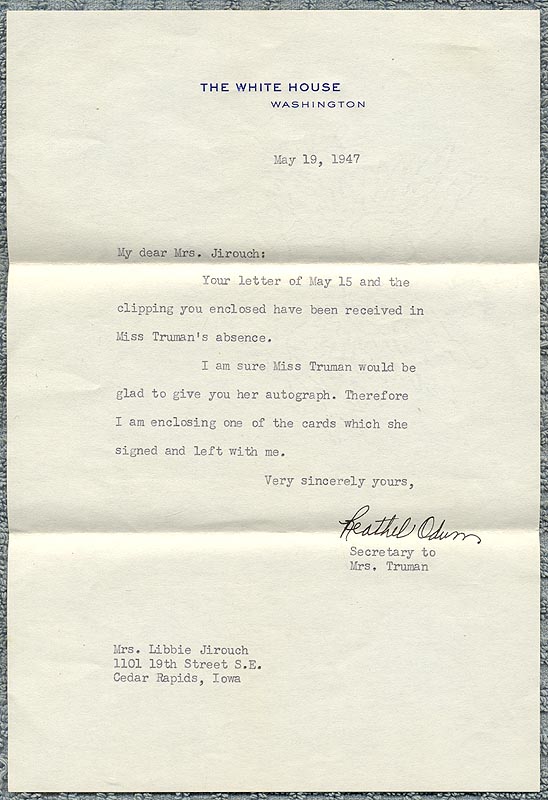 THE WHITE HOUSE
WASHINGTON
May 19, 1947
My dear Mrs. Jirouch:
Your letter of May 15 and the
clipping you enclosed have been received in
Miss Truman's absence.
I am sure Miss Truman would be
glad to give you her autograph. Therefore
I am enclosing one of the cards which she
signed and left with me.
Very sincerely yours,
Reathel Odum
Secretary to
Mrs. Truman
Mrs. Libbie Jirouch
1101 19th Street S.E.
Cedar Rapids, Iowa